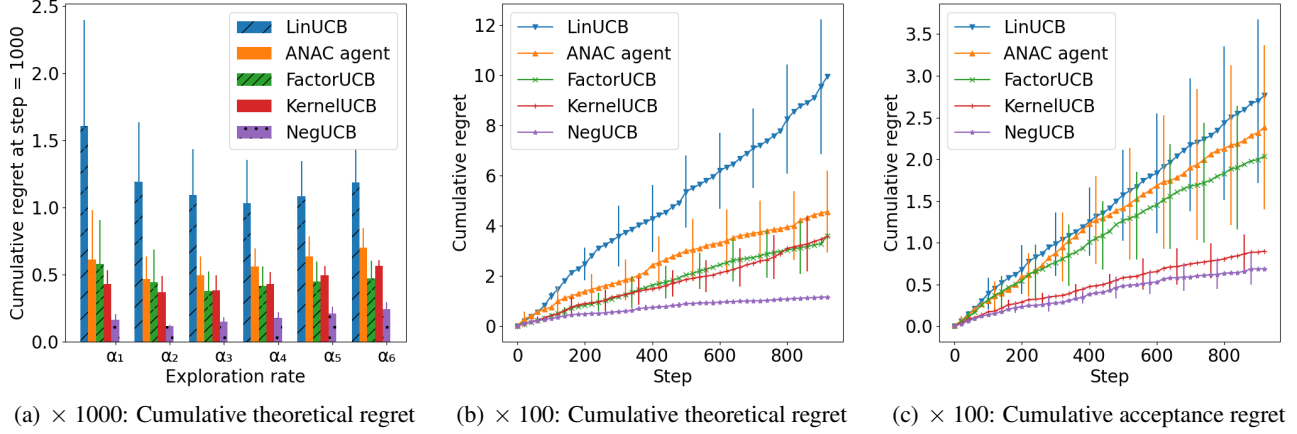 2.5
2.0
1.5
1.0
0.5
0.0
Cumulative regret at step = 1000
LinUCB
ANAC agent
FactorUCB
KernelUCB
NegUCB
α₁ α₂ α₃ α₄ α₅ α₆
Exploration rate
(a) × 1000: Cumulative theoretical regret
12
10
8
6
4
2
0
Cumulative regret
LinUCB
ANAC agent
FactorUCB
KernelUCB
NegUCB
0 200 400 600 800
Step
(b) × 100: Cumulative theoretical regret
3.5
3.0
2.5
2.0
1.5
1.0
0.5
0.0
Cumulative regret
LinUCB
ANAC agent
FactorUCB
KernelUCB
NegUCB
0 200 400 600 800
Step
(c) × 100: Cumulative acceptance regret